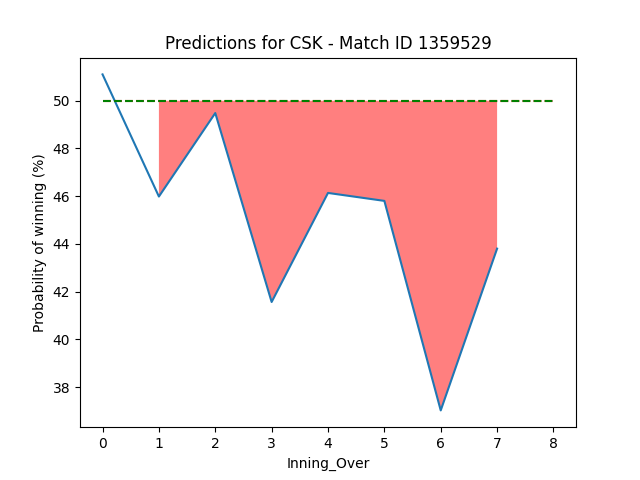 Predictions for CSK - Match ID 1359529
Probability of winning (%)
50
48
46
44
42
40
38
0 1 2 3 4 5 6 7 8
Inning_Over